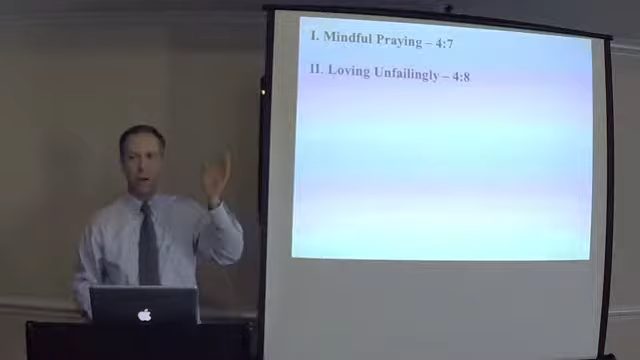 I. Mindful Praying – 4:7
II. Loving Unfailingly – 4:8